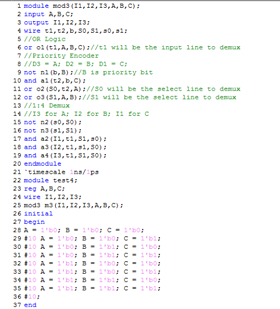 1 module mod3(I1,I2,I3,A,B,C);
2 input A,B,C;
3 output I1,I2,I3;
4 wire t1,t2,b,S0,S1,s0,s1;
5 //OR Logic
6 or o1(t1,A,B,C);//t1 will be the input line to demux
7 //Priority Encoder
8 //D3 = A; D2 = B; D1 = C;
9 not n1(b,B);//B is priority bit
10 and a1(t2,b,C);
11 or o2(S0,t2,A);//S0 will be the select line to demux
12 or o3(S1,A,B);//S1 will be the select line to demux
13 //1:4 Demux
14 //I3 for A; I2 for B; I1 for C
15 not n2(s0,S0);
16 not n3(s1,S1);
17 and a2(I1,t1,S1,s0);
18 and a3(I2,t1,s1,S0);
19 and a4(I3,t1,S1,S0);
20 endmodule
21 `timescale 1ns/1ps
22 module test4;
23 reg A,B,C;
24 wire I1,I2,I3;
25 mod3 m3(I1,I2,I3,A,B,C);
26 initial
27 begin
28 A = 1'b0; B = 1'b0; C = 1'b0;
29 #10 A = 1'b0; B = 1'b0; C = 1'b1;
30 #10 A = 1'b0; B = 1'b1; C = 1'b0;
31 #10 A = 1'b0; B = 1'b1; C = 1'b1;
32 #10 A = 1'b1; B = 1'b0; C = 1'b0;
33 #10 A = 1'b1; B = 1'b0; C = 1'b1;
34 #10 A = 1'b1; B = 1'b1; C = 1'b0;
35 #10 A = 1'b1; B = 1'b1; C = 1'b1;
36 #10;
37 end